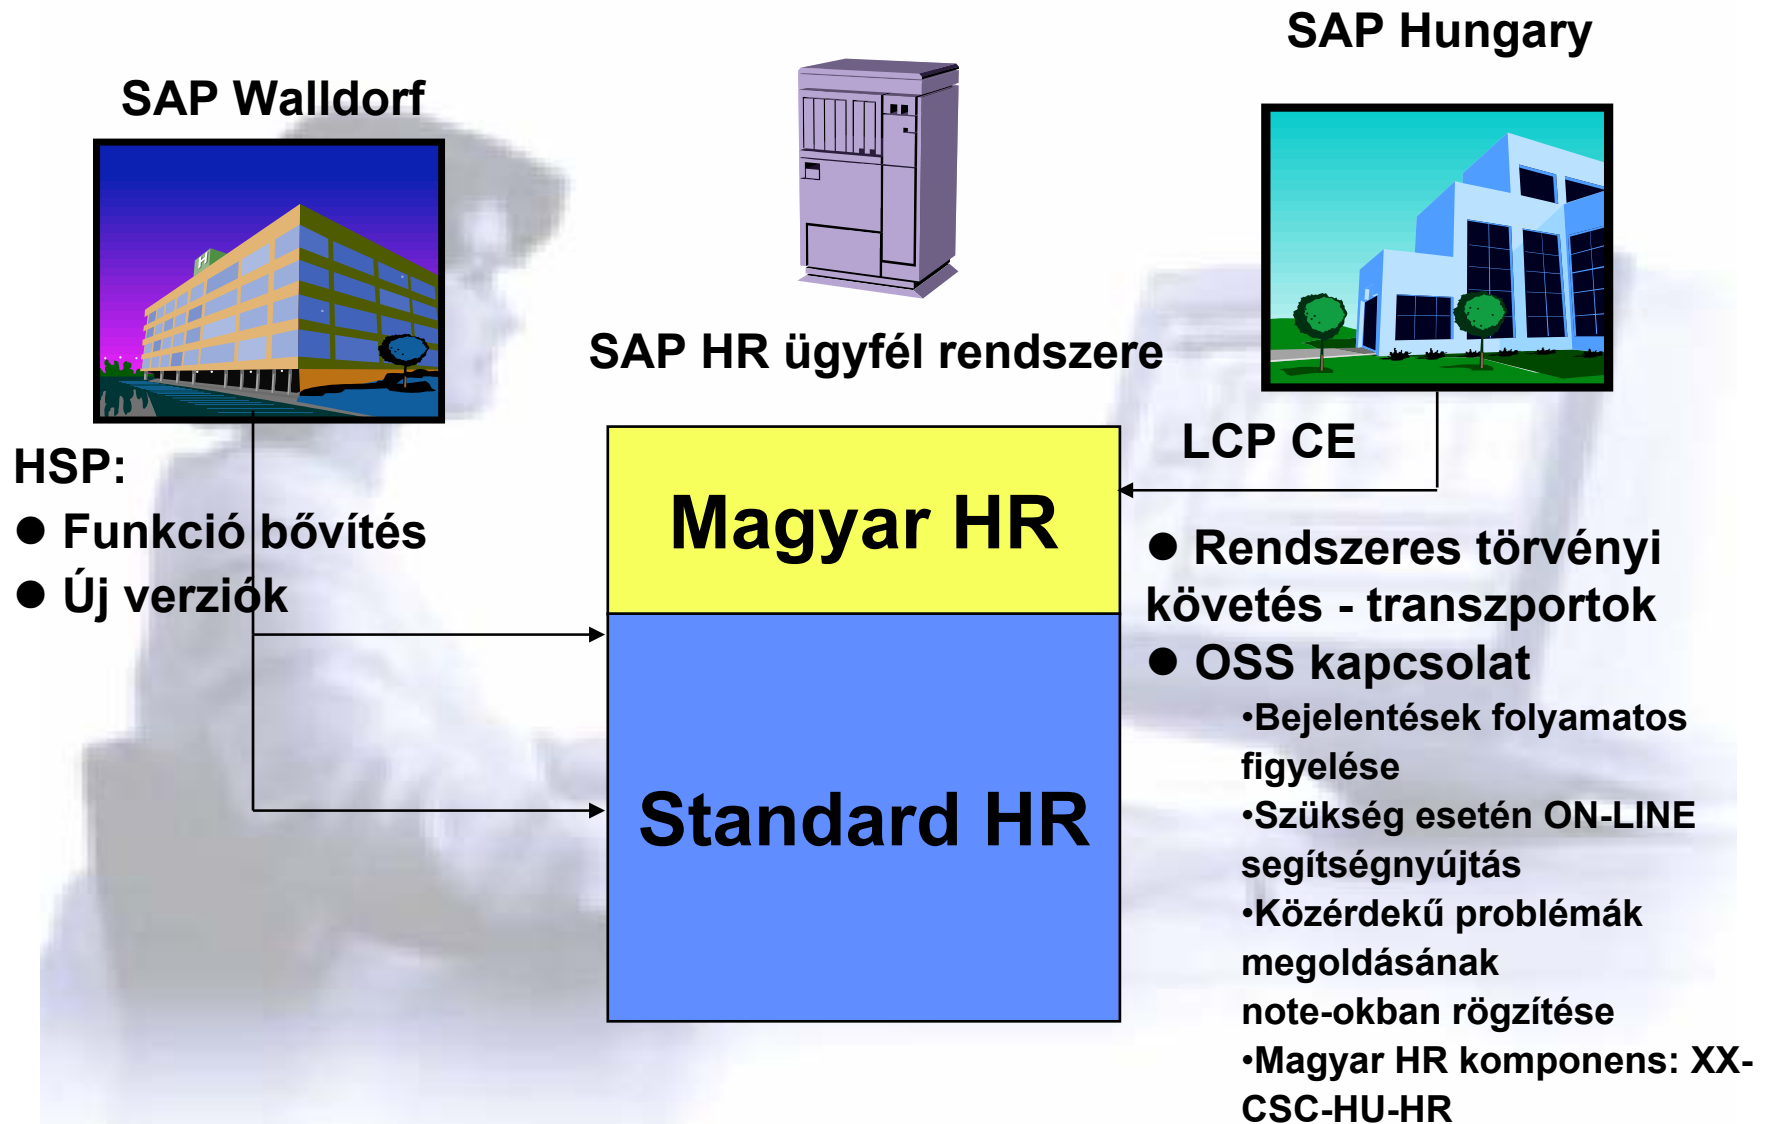 SAP Walldorf
SAP Hungary
H
SAP HR ügyfél rendszere
HSP:
● Funkció bővítés
● Új verziók
Magyar HR
Standard HR
LCP CE
● Rendszeres törvényi
követés - transzportok
● OSS kapcsolat
•Bejelentések folyamatos
figyelése
•Szükség esetén ON-LINE
segítségnyújtás
•Közérdekű problémák
megoldásának
note-okban rögzítése
•Magyar HR komponens: XX-
CSC-HU-HR